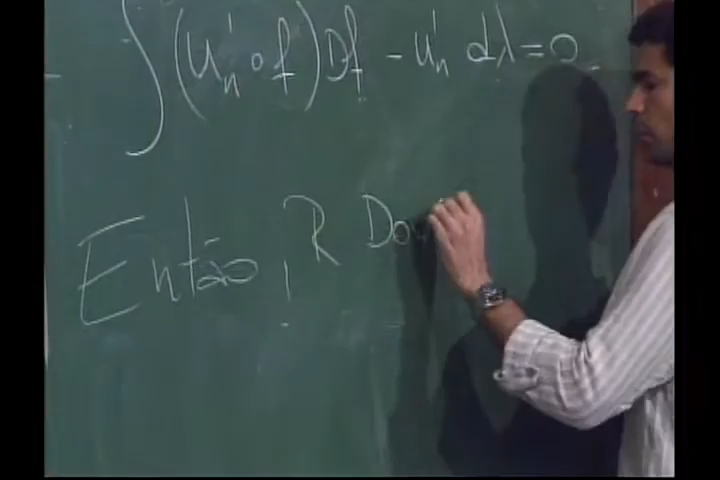 ∫ (u'ₙ∘f) Df - u'ₙ dλ = 0
Então, R Do